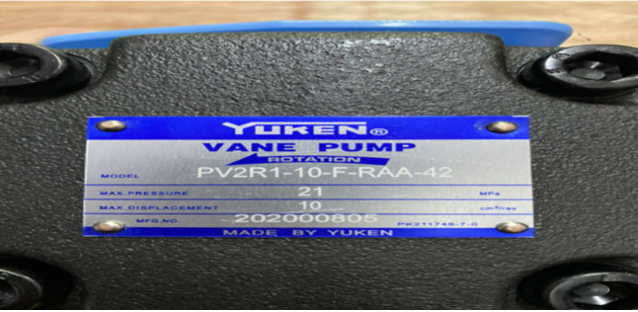 YUKEN®
VANE PUMP
ROTATION
MODEL PV2R1-10-F-RAA-42
MAX.PRESSURE 21 MPa
MAX.DISPLACEMENT 10 cm³/rev
MFG.NO. 202000805 PK211748-7-0
MADE BY YUKEN